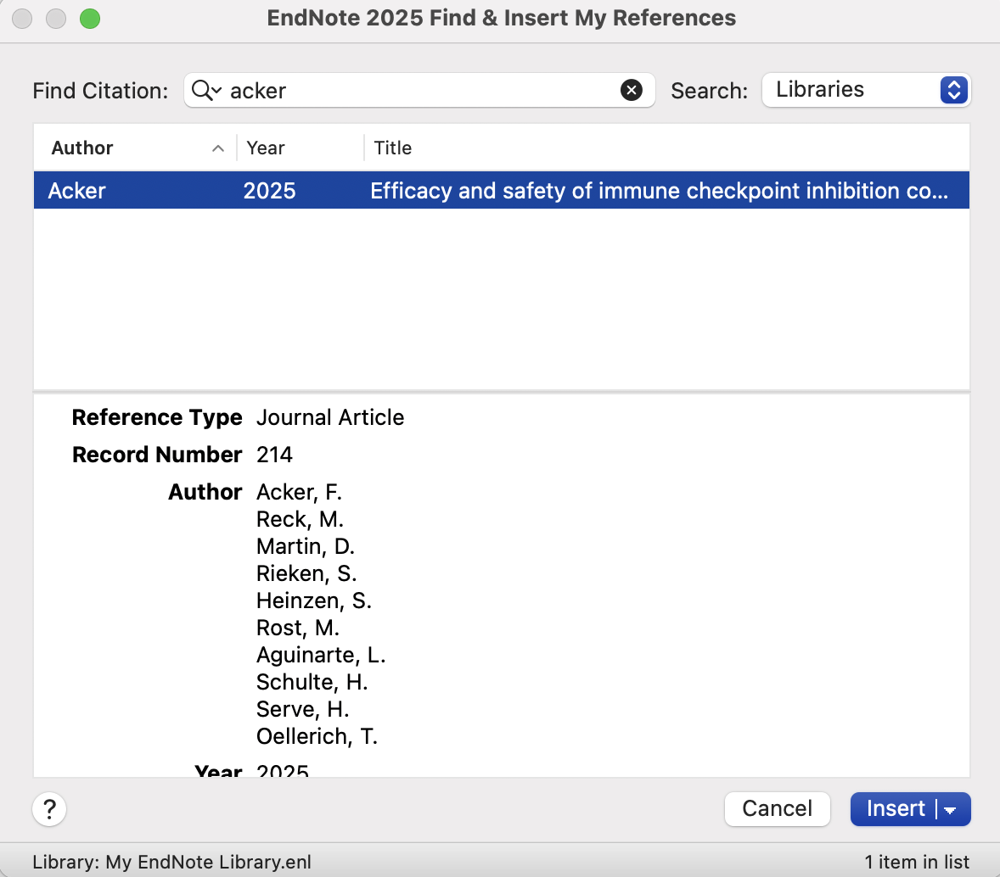 EndNote 2025 Find & Insert My References
Find Citation: acker Search: Libraries
Author Year Title
Acker 2025 Efficacy and safety of immune checkpoint inhibition co...
Reference Type Journal Article
Record Number 214
Author Acker, F.
Reck, M.
Martin, D.
Rieken, S.
Heinzen, S.
Rost, M.
Aguinarte, L.
Schulte, H.
Serve, H.
Oellerich, T.
Year 2025
? Cancel Insert
Library: My EndNote Library.enl 1 item in list